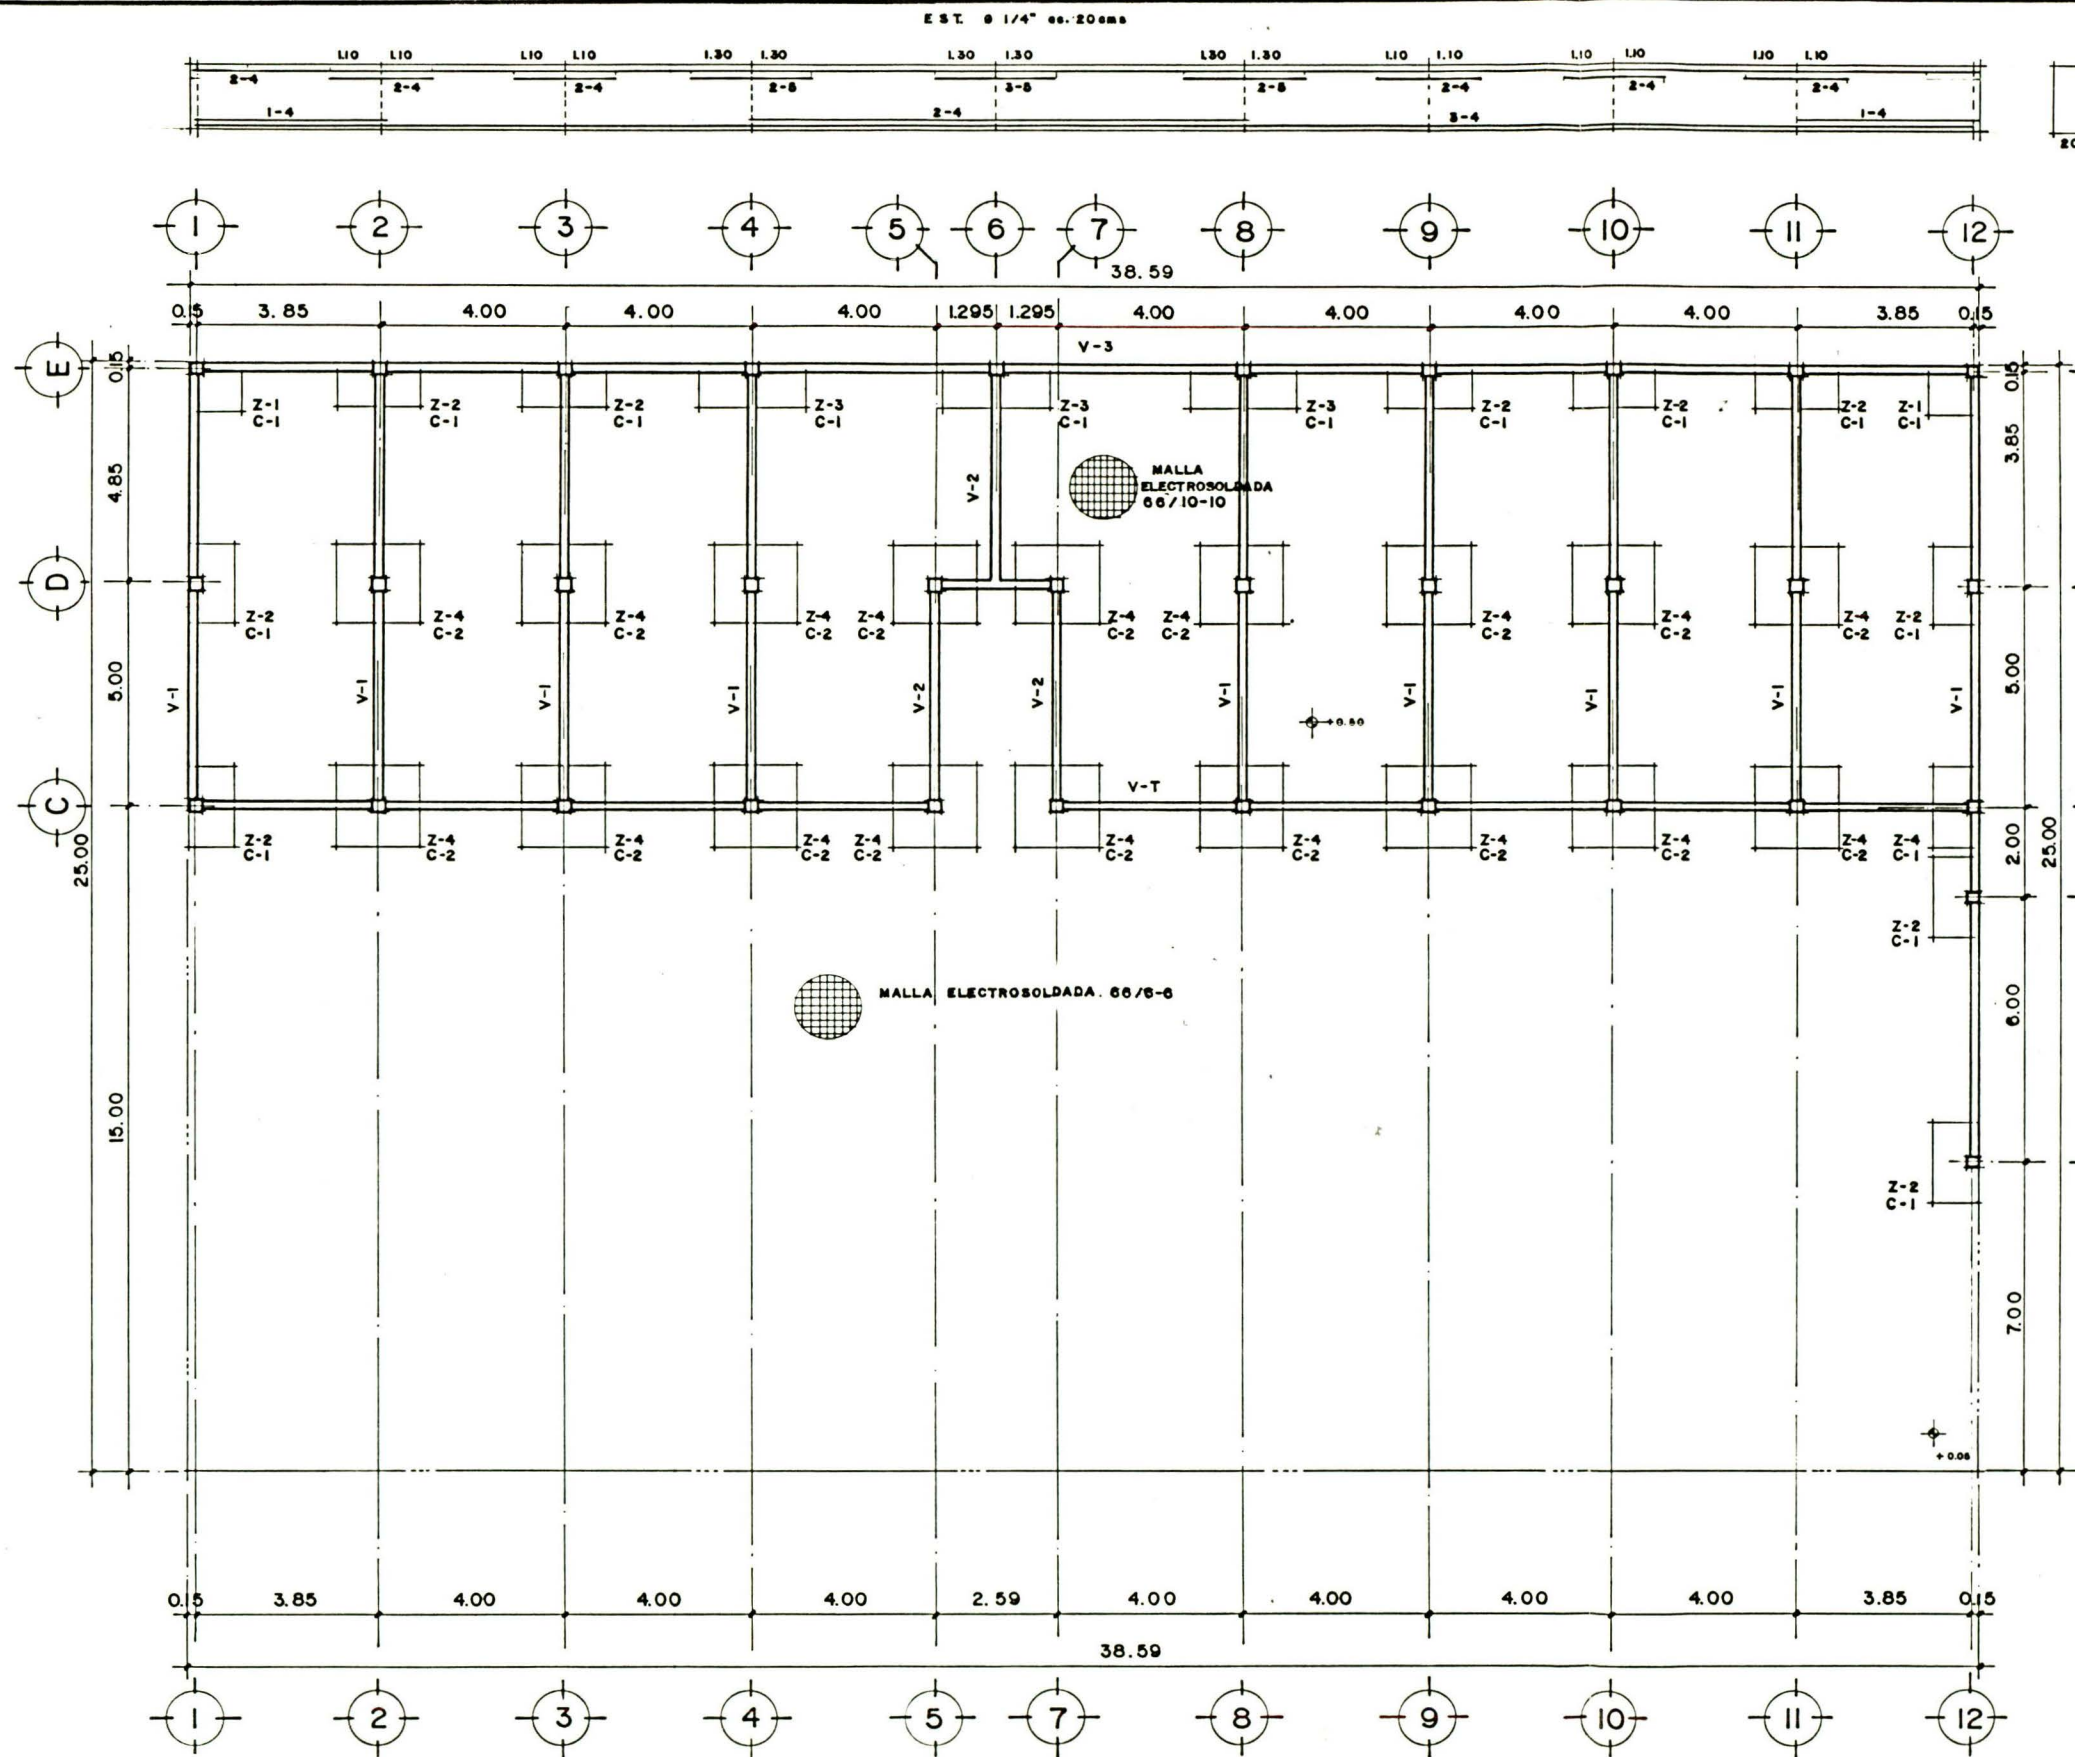 EST. Ø 1/4" ac. 20cms
1.10 1.10 1.10 1.10 1.30 1.30 1.30 1.30 1.30 1.30 1.10 1.10 1.10 1.10 1.10 1.10
2-4 2-4 2-4 2-5 3-5 2-5 2-4 2-4 2-4
1-4 2-4 3-4 1-4
20
1 2 3 4 5 6 7 8 9 10 11 12
38.59
0.15 3.85 4.00 4.00 4.00 1.295 1.295 4.00 4.00 4.00 4.00 3.85 0.15
V-3
E 0.15 0.15
Z-1 Z-2 Z-2 Z-3 Z-3 Z-3 Z-2 Z-2 Z-2 Z-1
C-1 C-1 C-1 C-1 C-1 C-1 C-1 C-1 C-1 C-1
4.85 3.85
V-2
MALLA
ELECTROSOLDADA
66/10-10
D
Z-2 Z-4 Z-4 Z-4 Z-4 Z-4 Z-4 Z-4 Z-4 Z-4 Z-2
C-1 C-2 C-2 C-2 C-2 C-2 C-2 C-2 C-2 C-2 C-1
5.00 5.00
V-1 V-1 V-1 V-1 V-2 V-2 V-1 V-1 V-1 V-1 V-1
+0.80
V-T
C
Z-2 Z-4 Z-4 Z-4 Z-4 Z-4 Z-4 Z-4 Z-4 Z-4 Z-4
C-1 C-2 C-2 C-2 C-2 C-2 C-2 C-2 C-2 C-2 C-1
25.00 2.00 25.00
Z-2
C-1
MALLA ELECTROSOLDADA. 66/6-6
6.00
15.00
Z-2
C-1
7.00
+0.05
0.15 3.85 4.00 4.00 4.00 2.59 4.00 4.00 4.00 4.00 3.85 0.15
38.59
1 2 3 4 5 7 8 9 10 11 12